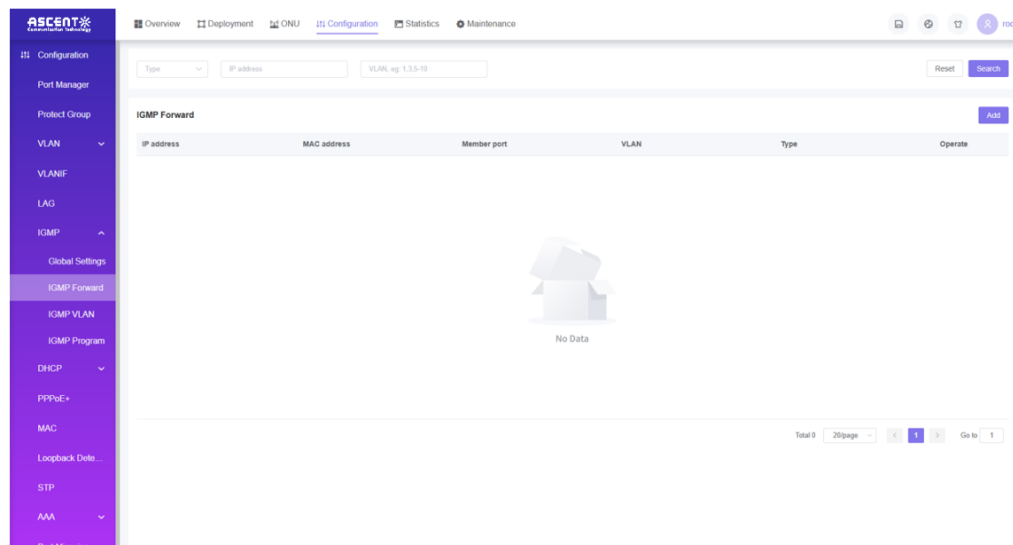 ASCENT
Communication Technology
Overview Deployment ONU Configuration Statistics Maintenance
Configuration
Port Manager
Protect Group
VLAN
VLANIF
LAG
IGMP
Global Settings
IGMP Forward
IGMP VLAN
IGMP Program
DHCP
PPPoE+
MAC
Loopback Dete...
STP
AAA
Type IP address VLAN, eg: 1,3,5-10 Reset Search
IGMP Forward Add
IP address MAC address Member port VLAN Type Operate
No Data
Total 0 20/page 1 Go to 1